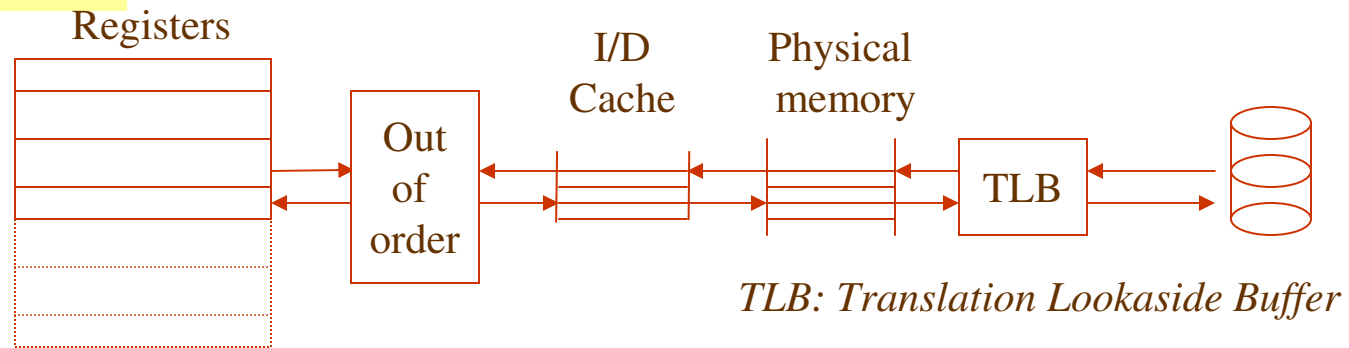 Registers
I/D
Cache
Physical
memory
Out
of
order
TLB
TLB: Translation Lookaside Buffer